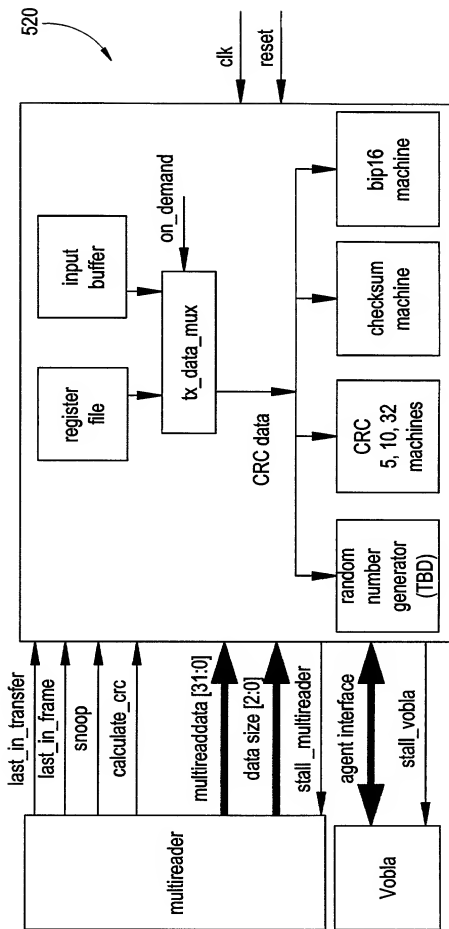 520
clk
reset
input
buffer
on_demand
register
file
tx_data_mux
CRC data
bip16
machine
checksum
machine
CRC
5, 10, 32
machines
random
number
generator
(TBD)
last_in_transfer
last_in_frame
snoop
calculate_crc
multireaddata [31:0]
data size [2:0]
stall_multireader
agent interface
stall_vobla
multireader
Vobla